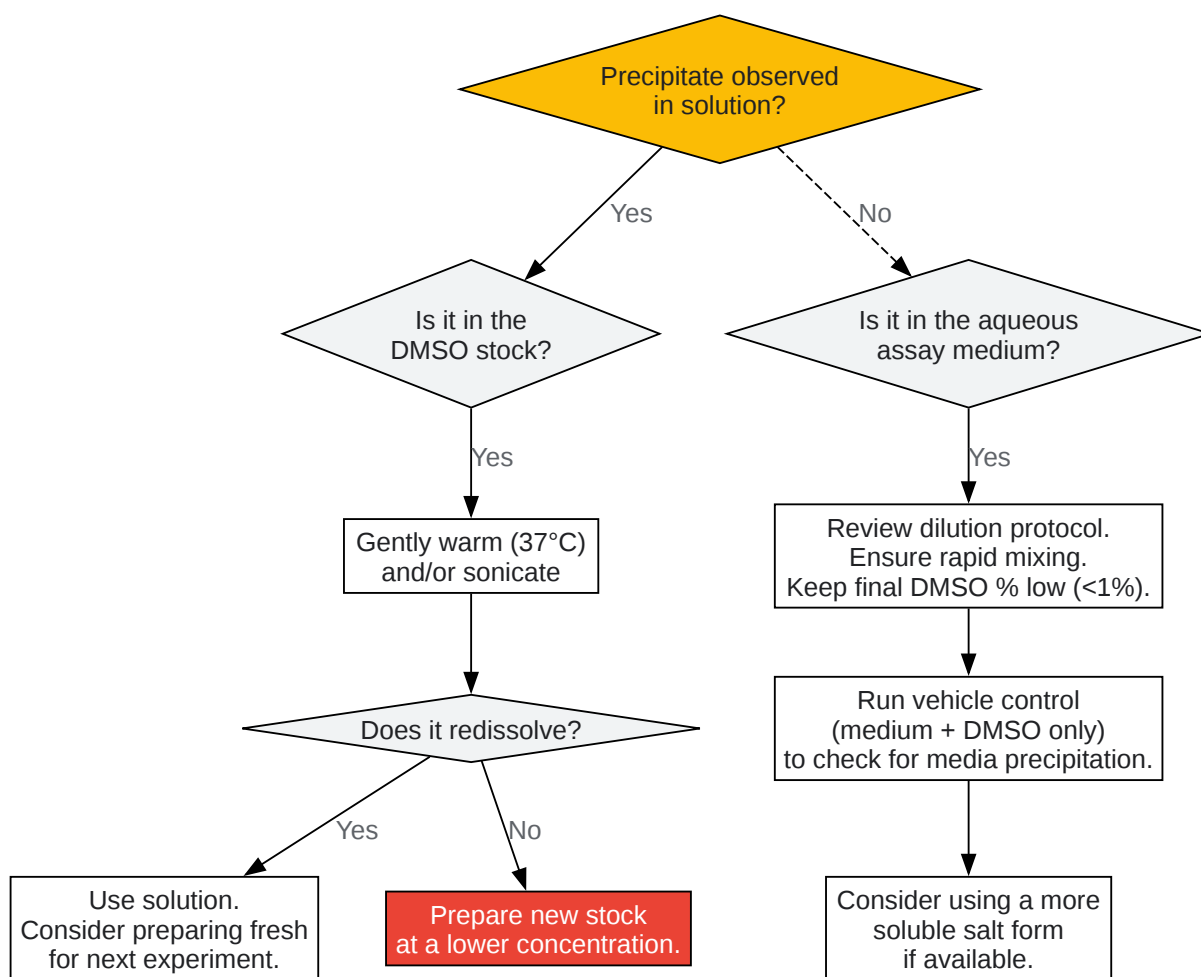 Precipitate observed
in solution?
Yes
No
Is it in the
DMSO stock?
Is it in the aqueous
assay medium?
Yes
Yes
Gently warm (37°C)
and/or sonicate
Review dilution protocol.
Ensure rapid mixing.
Keep final DMSO % low (<1%).
Does it redissolve?
Run vehicle control
(medium + DMSO only)
to check for media precipitation.
Yes
No
Use solution.
Consider preparing fresh
for next experiment.
Prepare new stock
at a lower concentration.
Consider using a more
soluble salt form
if available.